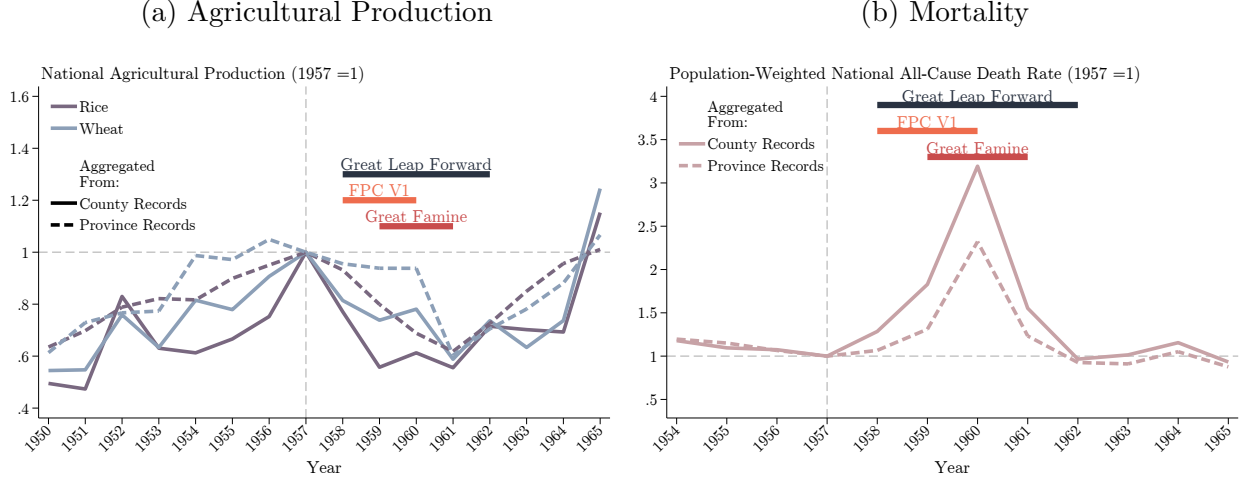 (a) Agricultural Production
National Agricultural Production (1957 =1)
1.6
1.4
1.2
1
.8
.6
.4
Rice
Wheat
Aggregated
From:
County Records
Province Records
Great Leap Forward
FPC V1
Great Famine
1950
1951
1952
1953
1954
1955
1956
1957
1958
1959
1960
1961
1962
1963
1964
1965
Year
(b) Mortality
Population-Weighted National All-Cause Death Rate (1957 =1)
4
3.5
3
2.5
2
1.5
1
.5
Aggregated
From:
County Records
Province Records
Great Leap Forward
FPC V1
Great Famine
1954
1955
1956
1957
1958
1959
1960
1961
1962
1963
1964
1965
Year